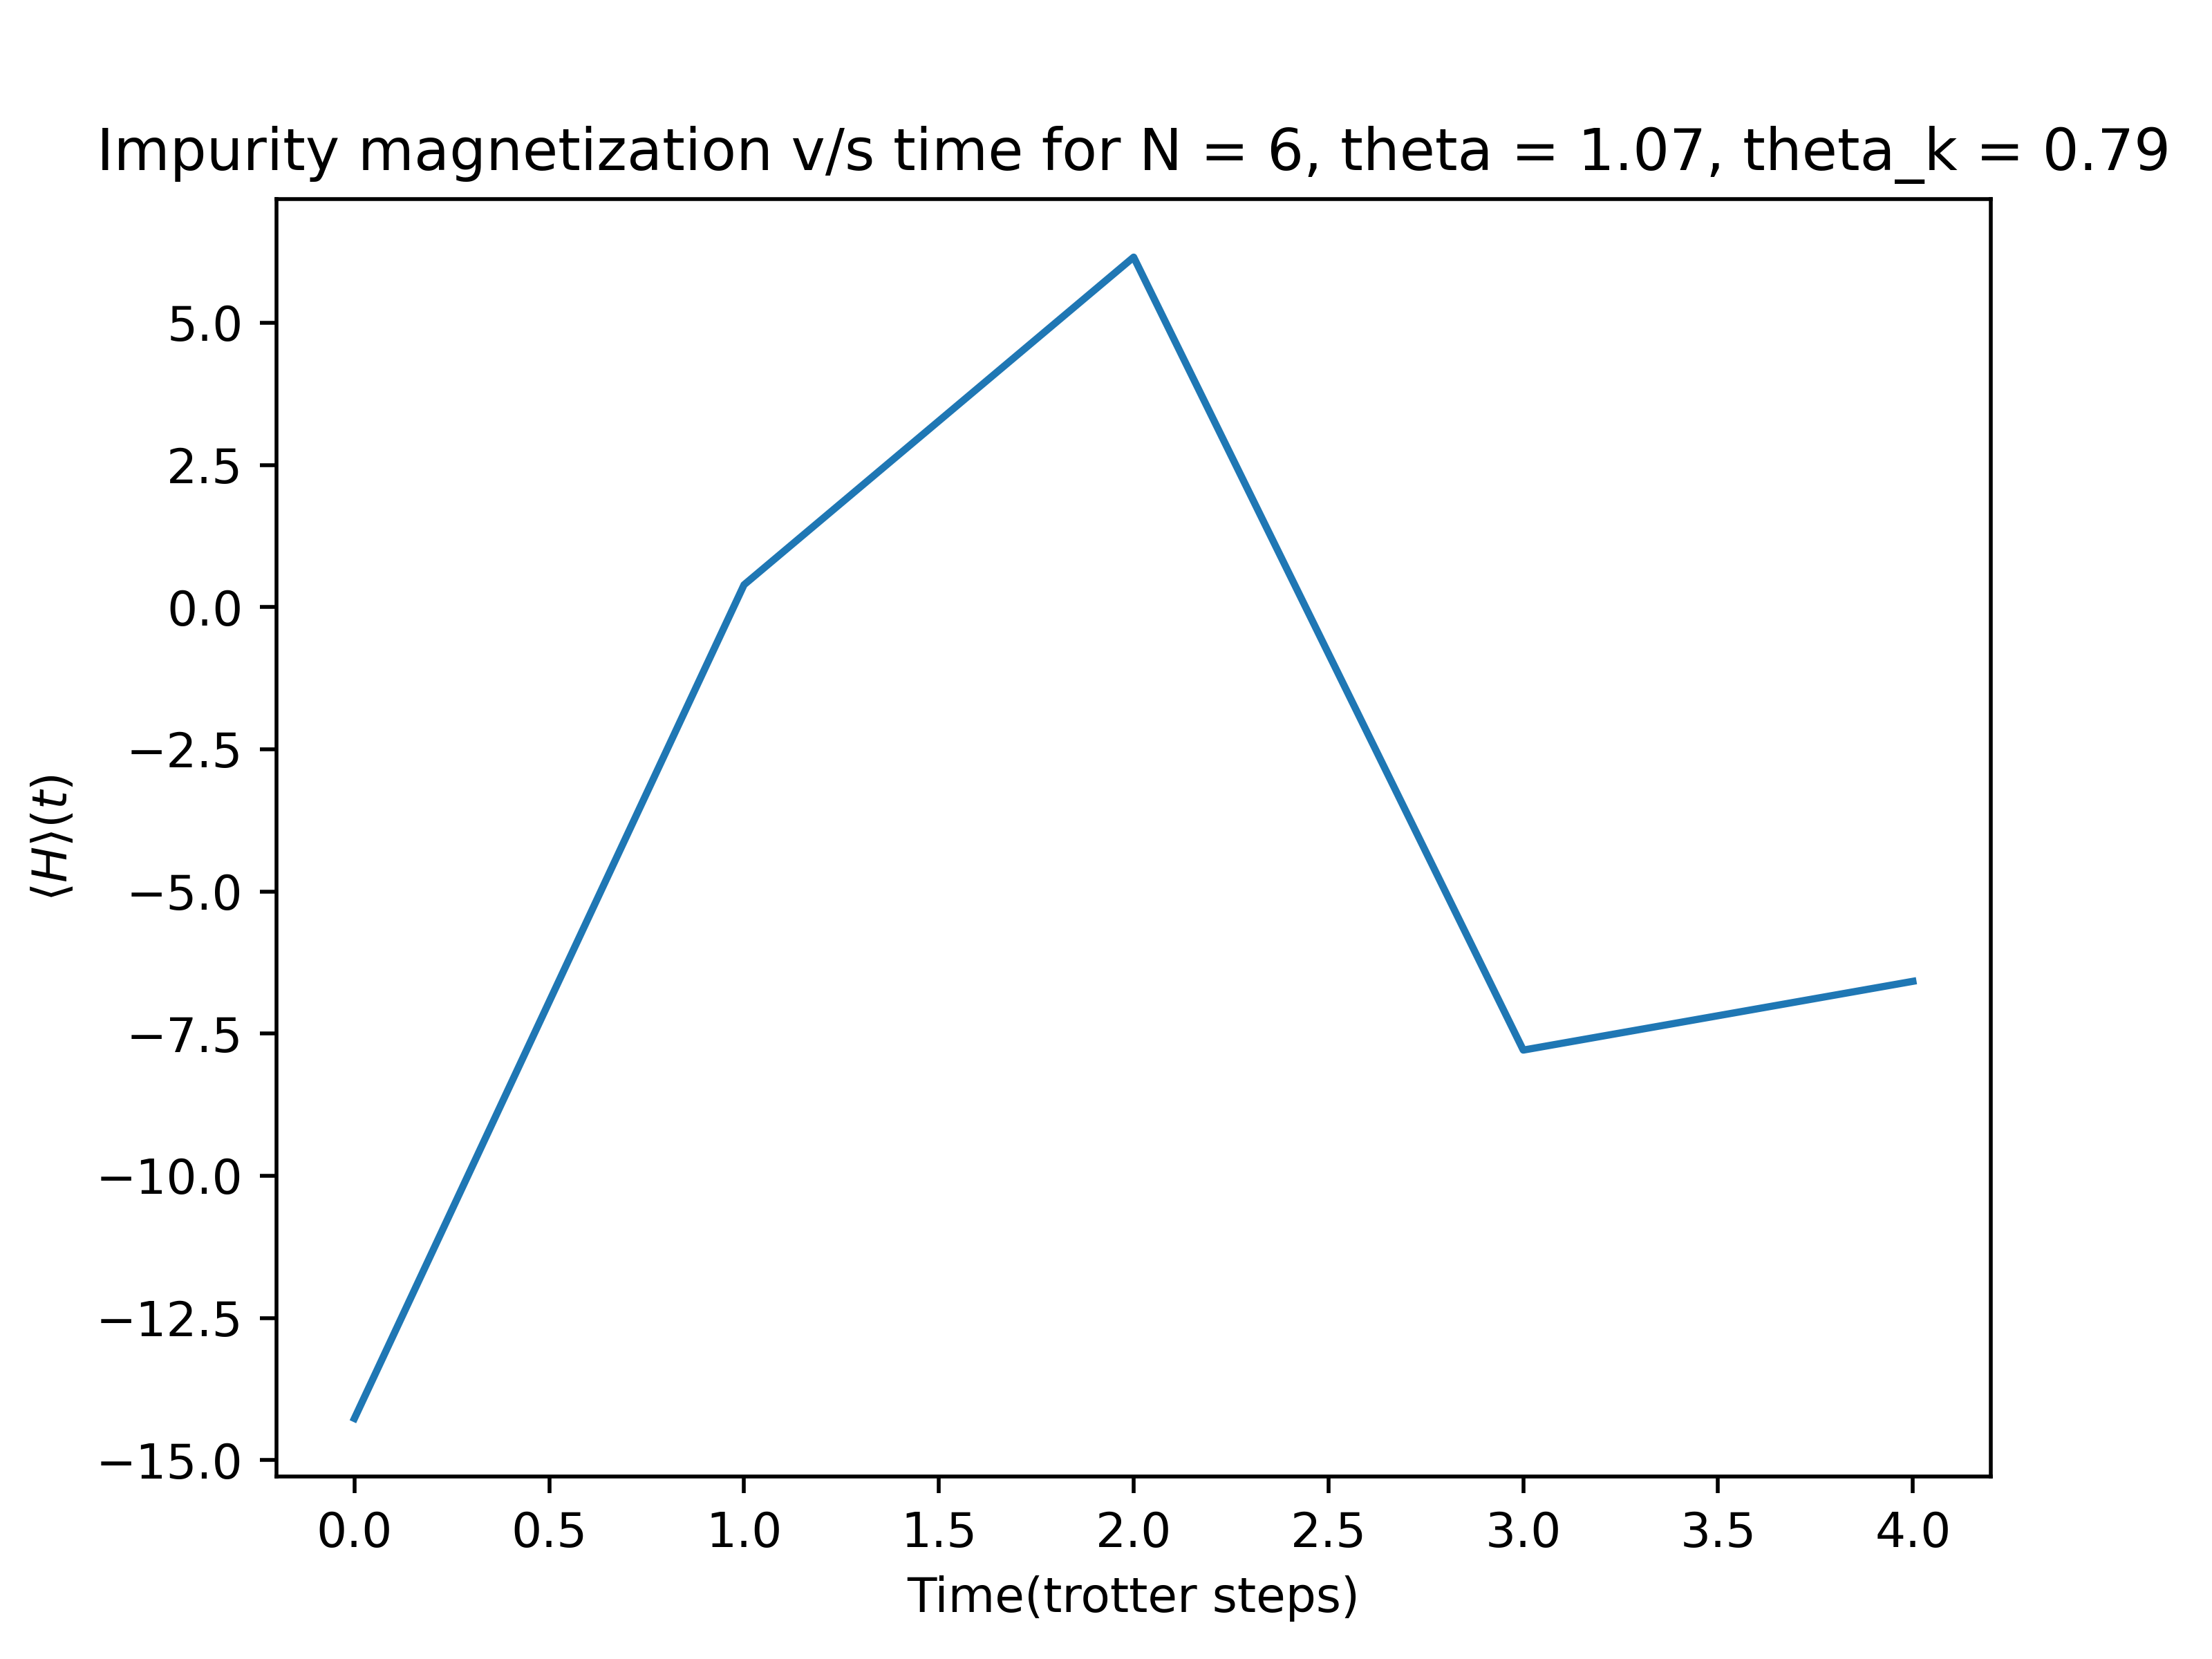 Impurity magnetization v/s time for N = 6, theta = 1.07, theta_k = 0.79
⟨H⟩(t)
5.0
2.5
0.0
−2.5
−5.0
−7.5
−10.0
−12.5
−15.0
0.0 0.5 1.0 1.5 2.0 2.5 3.0 3.5 4.0
Time(trotter steps)